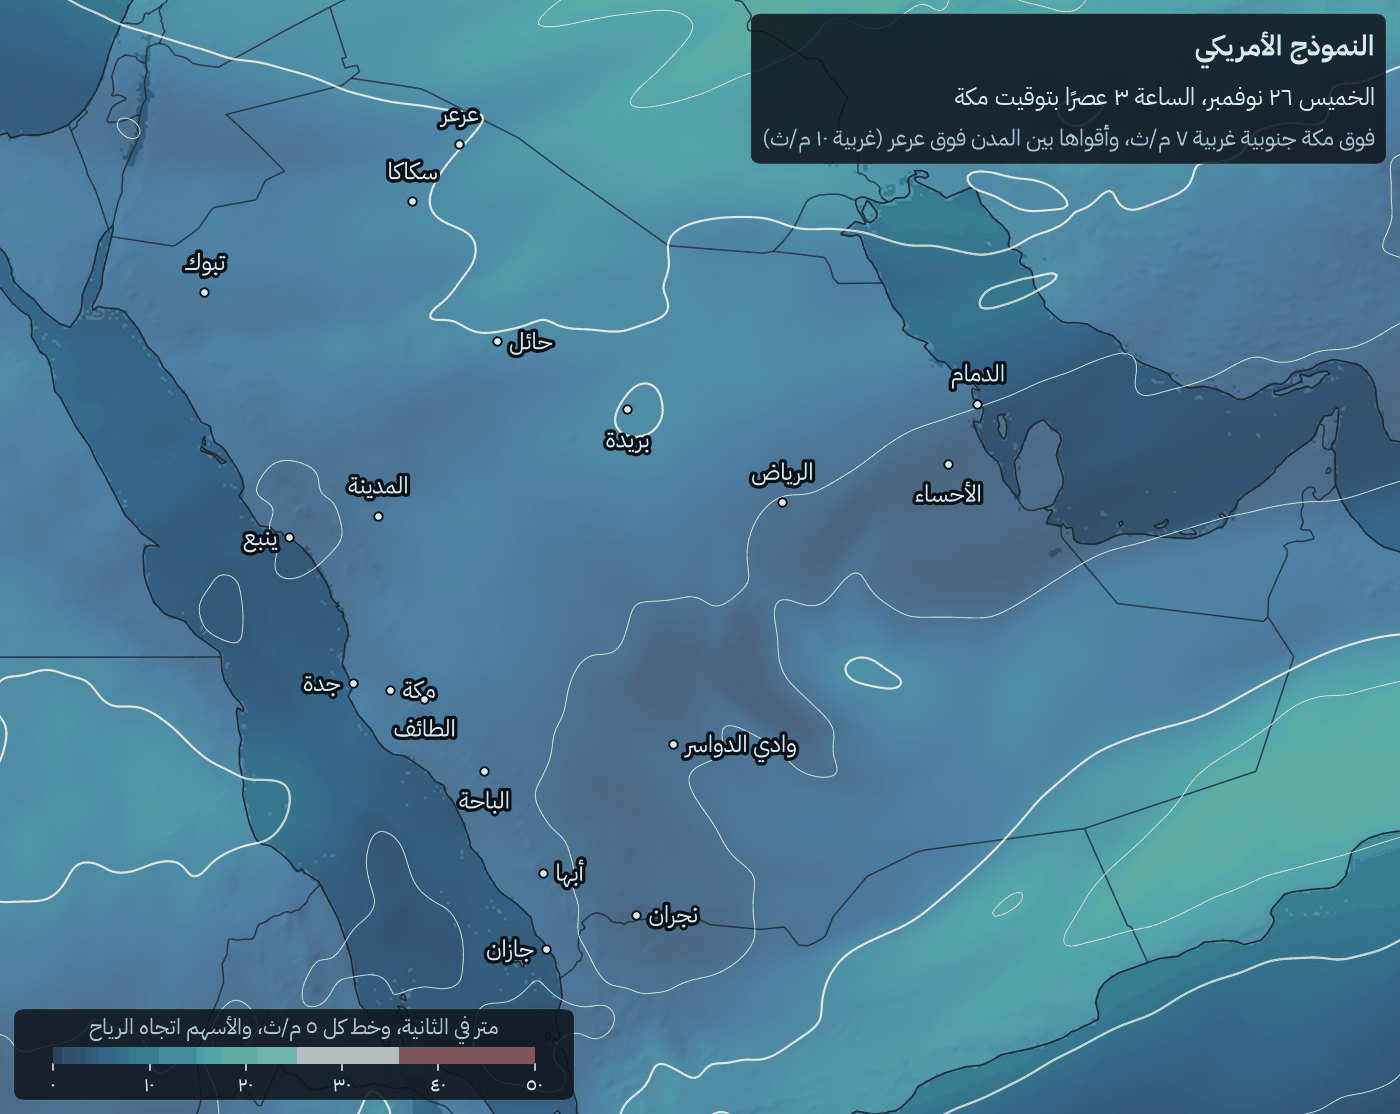 النموذج الأمريكي
الخميس ٢٦ نوفمبر، الساعة ٣ عصرًا بتوقيت مكة
فوق مكة جنوبية غربية ٧ م/ث، وأقواها بين المدن فوق عرعر (غربية ١٠ م/ث)
عرعر
سكاكا
تبوك
حائل
الدمام
بريدة
الرياض
الأحساء
المدينة
ينبع
جدة
مكة
الطائف
وادي الدواسر
الباحة
أبها
نجران
جازان
متر في الثانية، وخط كل ٥ م/ث، والأسهم اتجاه الرياح
٠ ١٠ ٢٠ ٣٠ ٤٠ ٥٠